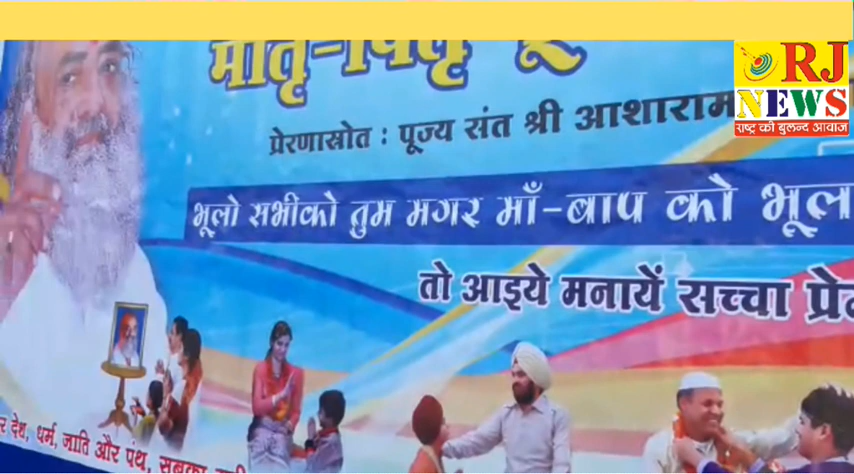 मातृ-पितृ
RJ
NEWS
राष्ट्र की बुलन्द आवाज
प्रेरणास्रोत : पूज्य संत श्री आशाराम
भूलो सभीको तुम मगर माँ-बाप को
तो आइये मनायें सच्चा
देश, धर्म, जाति और पंथ, सबका